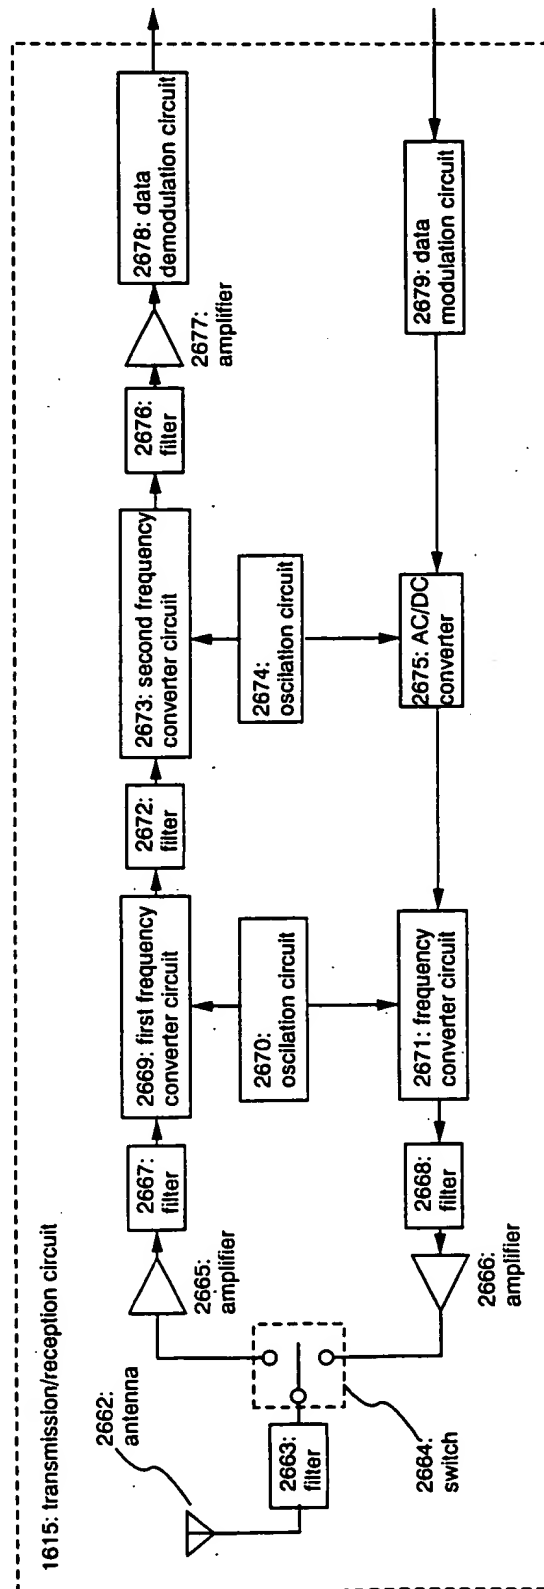 1615: transmission/reception circuit
2662:
antenna
2663:
filter
2664:
switch
2665:
amplifier
2667:
filter
2669: first frequency
converter circuit
2672:
filter
2673: second frequency
converter circuit
2676:
filter
2677:
amplifier
2678: data
demodulation circuit
2670:
oscilation circuit
2674:
oscilation circuit
2666:
amplifier
2668:
filter
2671: frequency
converter circuit
2675: AC/DC
converter
2679: data
modulation circuit